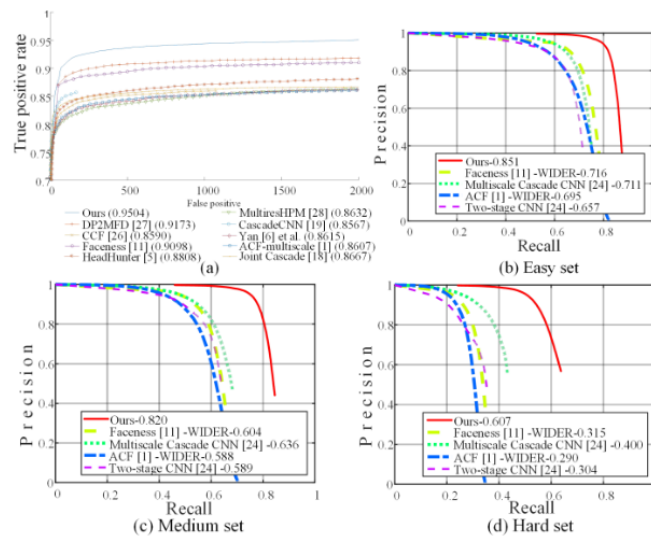 (a)
True positive rate
0.95
0.9
0.85
0.8
0.75
0.7
0
500
1000
1500
2000
False positive
Ours (0.9504)
DP2MFD [27] (0.9173)
CCF [26] (0.8590)
Faceness [11] (0.9098)
HeadHunter [5] (0.8808)
MultiresHPM [28] (0.8632)
CascadeCNN [19] (0.8567)
Yan [6] et al. (0.8615)
ACF-multiscale [1] (0.8607)
Joint Cascade [18] (0.8667)
(a)
Precision
1
0.8
0.6
0.4
0.2
0
0
0.2
0.4
0.6
0.8
1
Ours-0.851
Faceness [11] -WIDER-0.716
Multiscale Cascade CNN [24] -0.711
ACF [1] -WIDER-0.695
Two-stage CNN [24] -0.657
Recall
(b) Easy set
Precision
1
0.8
0.6
0.4
0.2
0
0
0.2
0.4
0.6
0.8
1
Ours-0.820
Faceness [11] -WIDER-0.604
Multiscale Cascade CNN [24] -0.636
ACF [1] -WIDER-0.588
Two-stage CNN [24] -0.589
Recall
(c) Medium set
Precision
1
0.8
0.6
0.4
0.2
0
0
0.2
0.4
0.6
0.8
1
Ours-0.607
Faceness [11] -WIDER-0.315
Multiscale Cascade CNN [24] -0.400
ACF [1] -WIDER-0.290
Two-stage CNN [24] -0.304
Recall
(d) Hard set